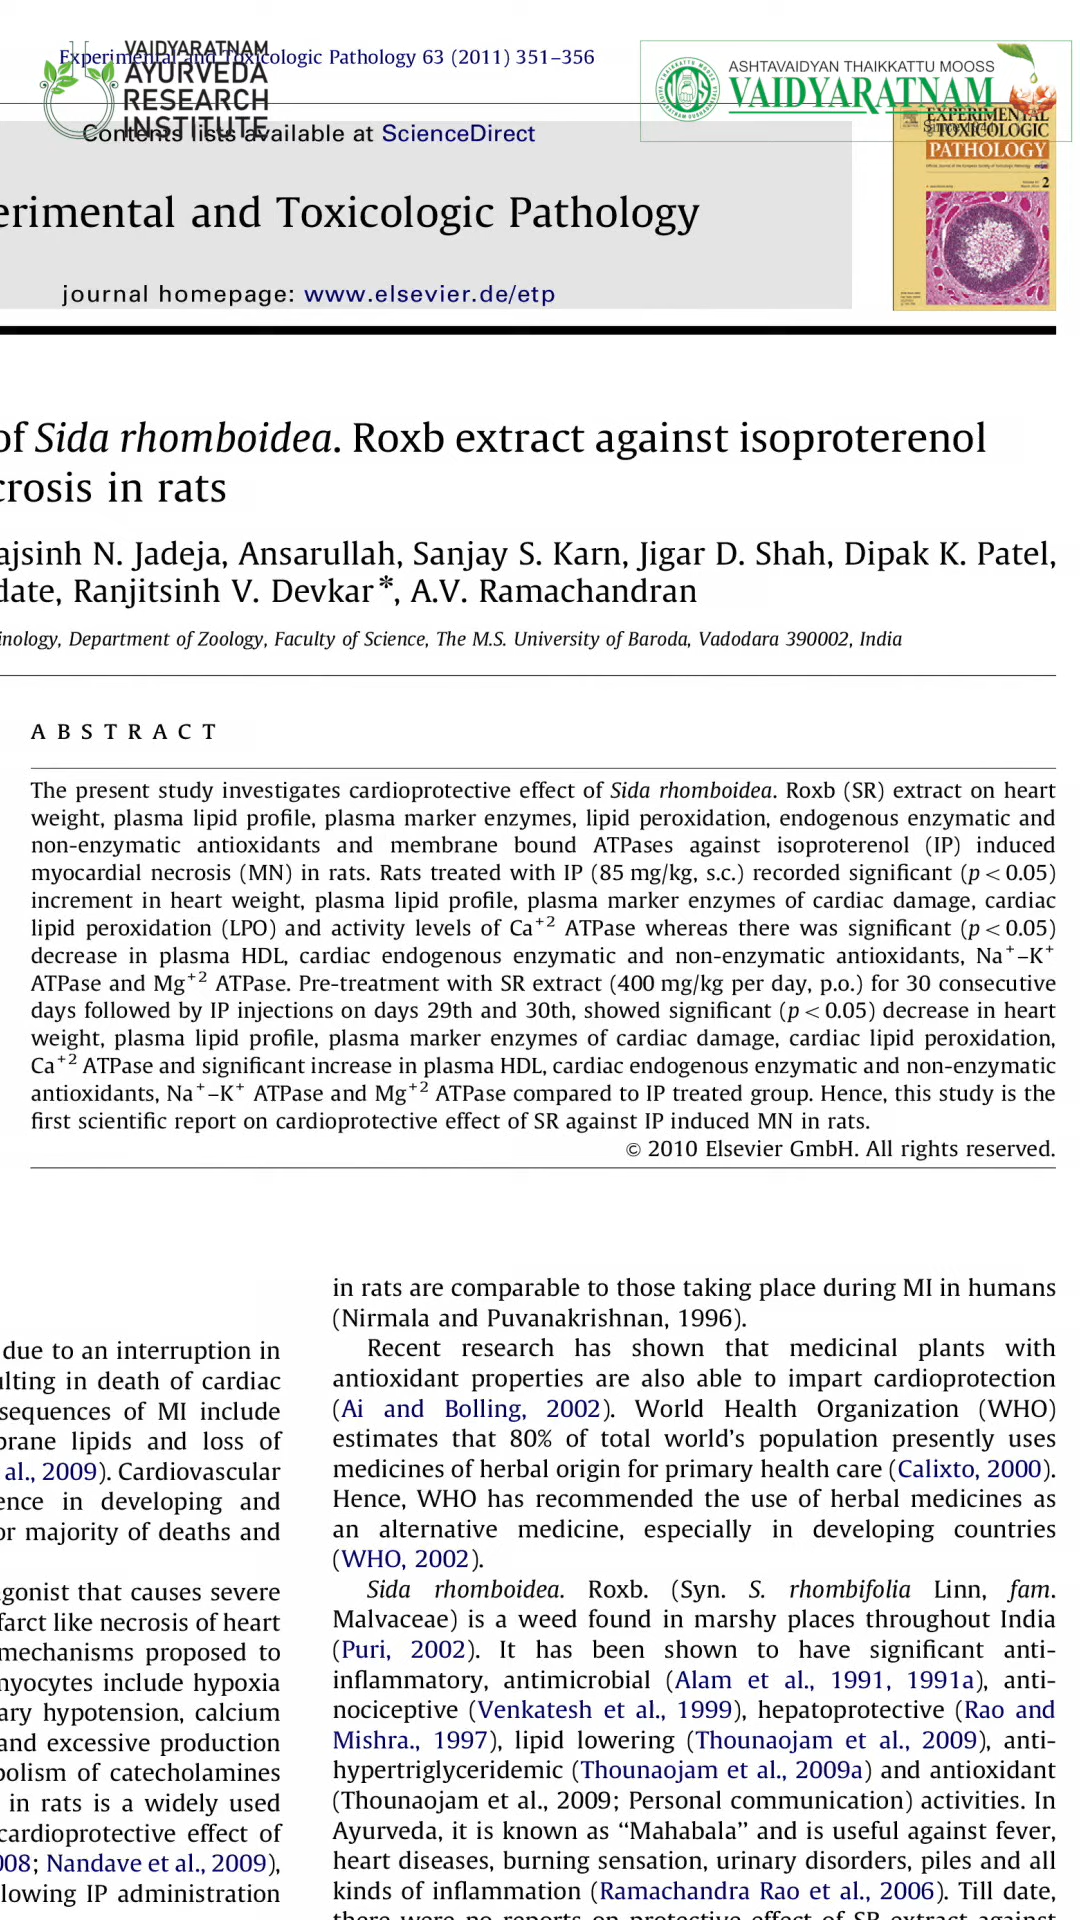 VAIDYARATNAM
AYURVEDA
RESEARCH
INSTITUTE
Experimental and Toxicologic Pathology 63 (2011) 351–356
ASHTAVAIDYAN THAIKKATTU MOOSS
VAIDYARATNAM
Contents lists available at ScienceDirect
erimental and Toxicologic Pathology
journal homepage: www.elsevier.de/etp
EXPERIMENTAL
TOXICOLOGIC
PATHOLOGY
2
of Sida rhomboidea. Roxb extract against isoproterenol
crosis in rats
ajsinh N. Jadeja, Ansarullah, Sanjay S. Karn, Jigar D. Shah, Dipak K. Patel,
date, Ranjitsinh V. Devkar*, A.V. Ramachandran
inology, Department of Zoology, Faculty of Science, The M.S. University of Baroda, Vadodara 390002, India
ABSTRACT
The present study investigates cardioprotective effect of Sida rhomboidea. Roxb (SR) extract on heart
weight, plasma lipid profile, plasma marker enzymes, lipid peroxidation, endogenous enzymatic and
non-enzymatic antioxidants and membrane bound ATPases against isoproterenol (IP) induced
myocardial necrosis (MN) in rats. Rats treated with IP (85 mg/kg, s.c.) recorded significant (p < 0.05)
increment in heart weight, plasma lipid profile, plasma marker enzymes of cardiac damage, cardiac
lipid peroxidation (LPO) and activity levels of Ca⁺² ATPase whereas there was significant (p < 0.05)
decrease in plasma HDL, cardiac endogenous enzymatic and non-enzymatic antioxidants, Na⁺–K⁺
ATPase and Mg⁺² ATPase. Pre-treatment with SR extract (400 mg/kg per day, p.o.) for 30 consecutive
days followed by IP injections on days 29th and 30th, showed significant (p < 0.05) decrease in heart
weight, plasma lipid profile, plasma marker enzymes of cardiac damage, cardiac lipid peroxidation,
Ca⁺² ATPase and significant increase in plasma HDL, cardiac endogenous enzymatic and non-enzymatic
antioxidants, Na⁺–K⁺ ATPase and Mg⁺² ATPase compared to IP treated group. Hence, this study is the
first scientific report on cardioprotective effect of SR against IP induced MN in rats.
© 2010 Elsevier GmbH. All rights reserved.
due to an interruption in
ulting in death of cardiac
sequences of MI include
brane lipids and loss of
al., 2009). Cardiovascular
ence in developing and
or majority of deaths and
gonist that causes severe
farct like necrosis of heart
mechanisms proposed to
myocytes include hypoxia
ary hypotension, calcium
and excessive production
bolism of catecholamines
in rats is a widely used
cardioprotective effect of
008; Nandave et al., 2009),
lowing IP administration
in rats are comparable to those taking place during MI in humans
(Nirmala and Puvanakrishnan, 1996).
Recent research has shown that medicinal plants with
antioxidant properties are also able to impart cardioprotection
(Ai and Bolling, 2002). World Health Organization (WHO)
estimates that 80% of total world's population presently uses
medicines of herbal origin for primary health care (Calixto, 2000).
Hence, WHO has recommended the use of herbal medicines as
an alternative medicine, especially in developing countries
(WHO, 2002).
Sida rhomboidea. Roxb. (Syn. S. rhombifolia Linn, fam.
Malvaceae) is a weed found in marshy places throughout India
(Puri, 2002). It has been shown to have significant anti-
inflammatory, antimicrobial (Alam et al., 1991, 1991a), anti-
nociceptive (Venkatesh et al., 1999), hepatoprotective (Rao and
Mishra., 1997), lipid lowering (Thounaojam et al., 2009), anti-
hypertriglyceridemic (Thounaojam et al., 2009a) and antioxidant
(Thounaojam et al., 2009; Personal communication) activities. In
Ayurveda, it is known as "Mahabala" and is useful against fever,
heart diseases, burning sensation, urinary disorders, piles and all
kinds of inflammation (Ramachandra Rao et al., 2006). Till date,
there were no reports on protective effect of SR extract against